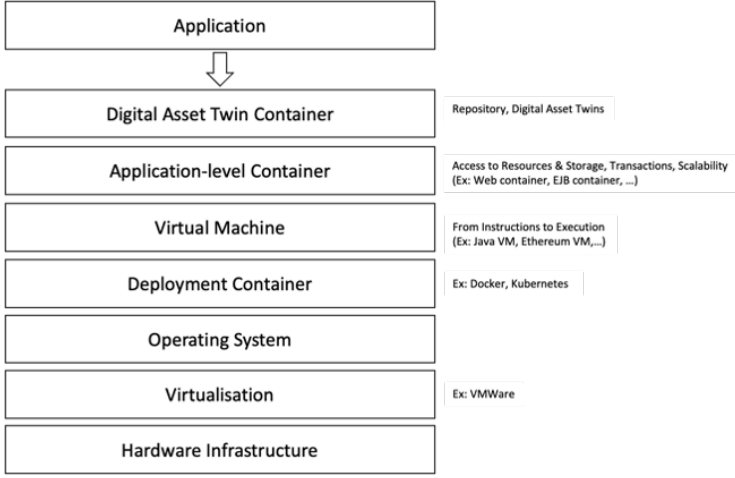 Application
Digital Asset Twin Container
Repository, Digital Asset Twins
Application-level Container
Access to Resources & Storage, Transactions, Scalability
(Ex: Web container, EJB container, ...)
Virtual Machine
From Instructions to Execution
(Ex: Java VM, Ethereum VM,...)
Deployment Container
Ex: Docker, Kubernetes
Operating System
Virtualisation
Ex: VMWare
Hardware Infrastructure